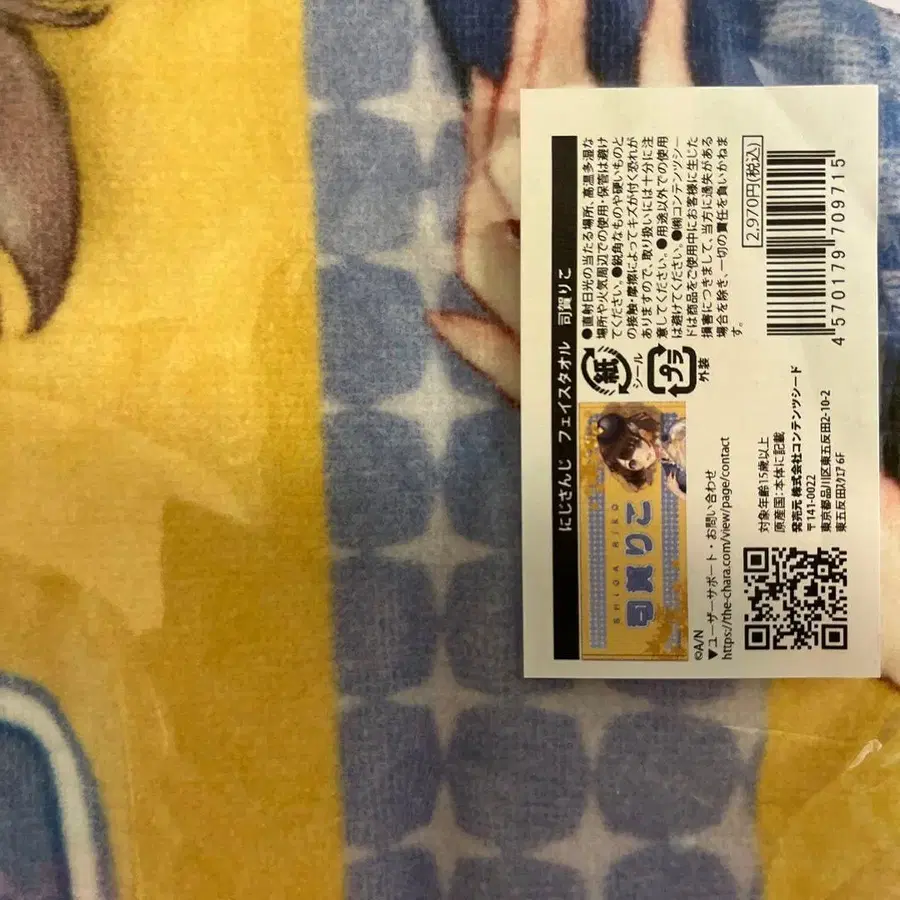 にじさんじ フェイスタオル 司賀りこ
●直射日光の当たる場所、高温多湿な
場所や火気周辺での使用・保管は避け
てください。●鋭角なものや硬いものと
の接触・摩擦によってキズが付く恐れが
ありますので、取り扱いには十分に注
意してください。●用途以外での使用
は避けてください。●㈱コンテンツシー
ドは商品をご使用中にお客様に生じた
損害につきまして、当方に過失がある
場合を除き、一切の責任を負いかねま
す。
2,970円(税込)
4 570179 709715
紙
シール
プラ
外装
SHIGA RIKO
司賀りこ
©A/N
▼ユーザーサポート・お問い合わせ
https://the-chara.com/view/page/contact
対象年齢15歳以上
原産国:本体に記載
発売元 株式会社コンテンツシード
〒141-0022
東京都品川区東五反田2-10-2
東五反田ｽｸｴｱ6F